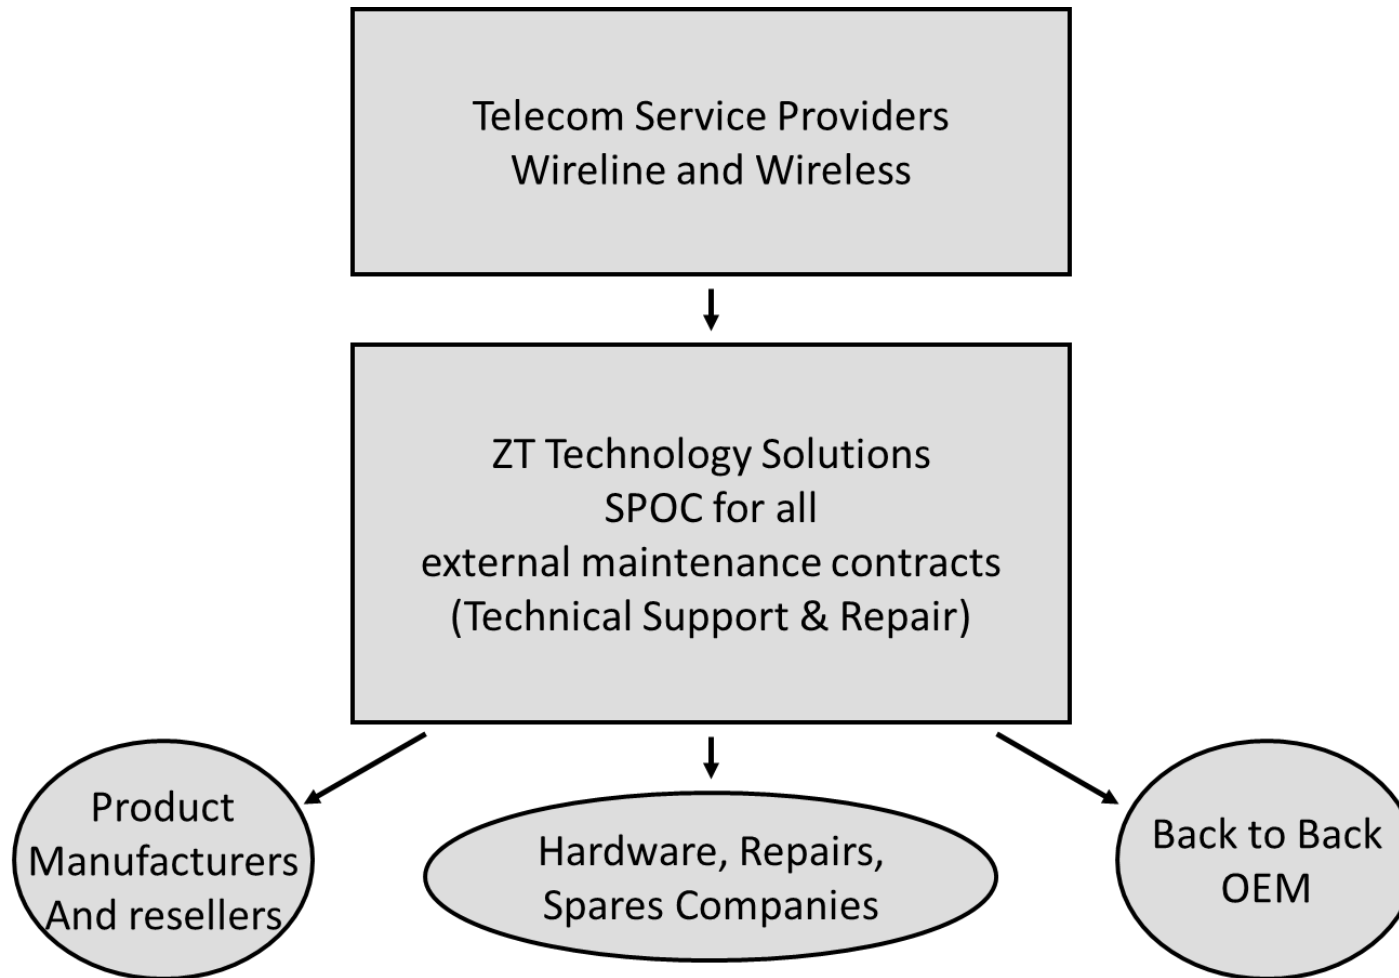 Telecom Service Providers
Wireline and Wireless
ZT Technology Solutions
SPOC for all
external maintenance contracts
(Technical Support & Repair)
Product
Manufacturers
And resellers
Hardware, Repairs,
Spares Companies
Back to Back
OEM